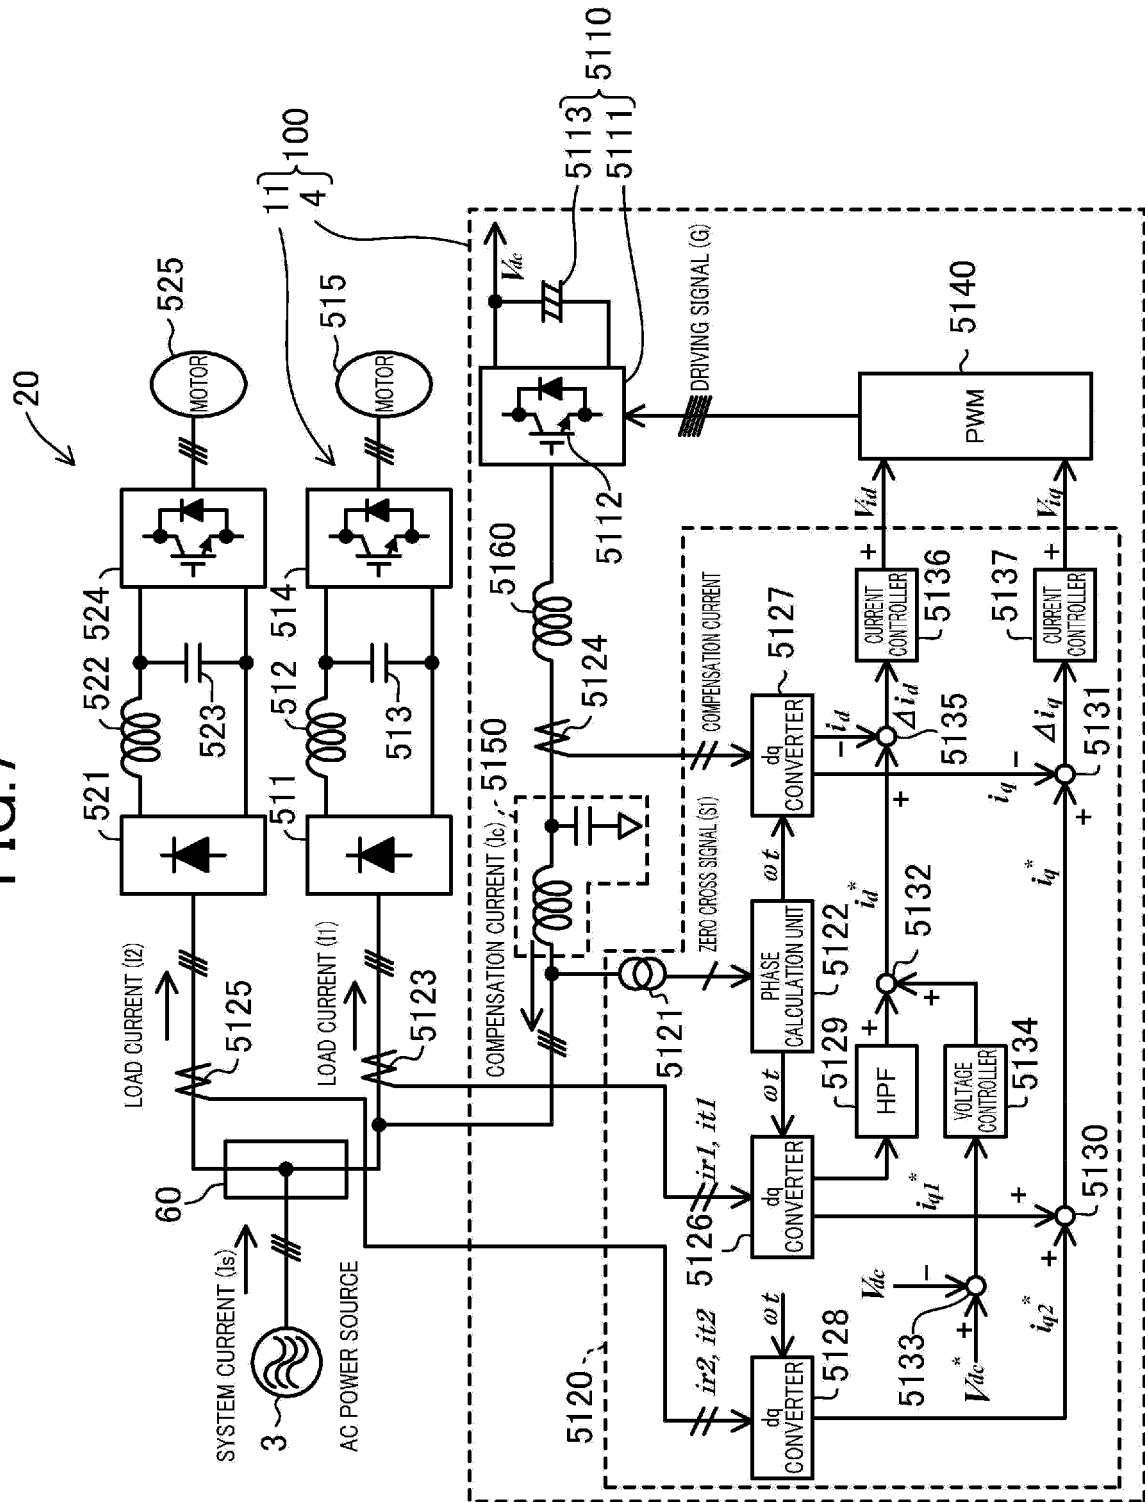 FIG.7
20
525
MOTOR
524
522
523
521
LOAD CURRENT (I2)
5125
60
SYSTEM CURRENT (Is)
3
AC POWER SOURCE
11
4
100
515
MOTOR
514
512
513
511
LOAD CURRENT (I1)
5123
5113
5111
5110
Vdc
5112
5160
5124
5150
COMPENSATION CURRENT (Ic)
DRIVING SIGNAL (G)
COMPENSATION CURRENT
ZERO CROSS SIGNAL (S1)
5121
5120
ir1, it1
ir2, it2
5140
PWM
Vid
Viq
+
+
CURRENT
CONTROLLER
5136
CURRENT
CONTROLLER
5137
5127
dq
CONVERTER
− id
Δid
5135
+
iq −
Δiq
5131
+
ωt
PHASE
CALCULATION UNIT
5122
id*
5132
iq*
ωt
5129
HPF
+
+
VOLTAGE
CONTROLLER
5134
5126
dq
CONVERTER
iq1*
+
5130
+
ωt
dq
CONVERTER
5128
Vdc
−
5133
+
Vdc*
iq2*